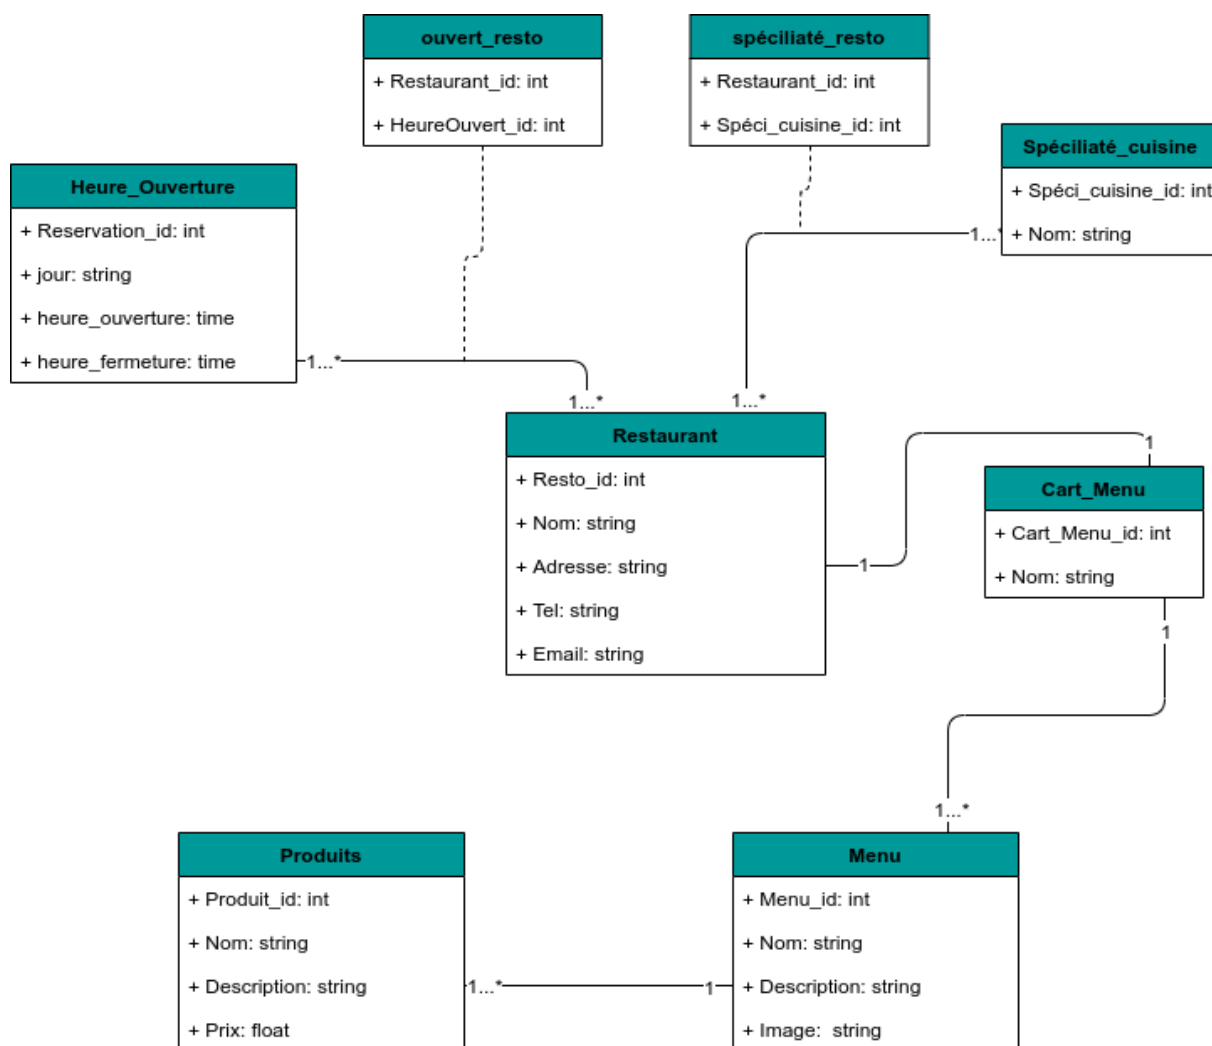 ouvert_resto
+ Restaurant_id: int
+ HeureOuvert_id: int
spéciliaté_resto
+ Restaurant_id: int
+ Spéci_cuisine_id: int
Spéciliaté_cuisine
+ Spéci_cuisine_id: int
+ Nom: string
1...*
Heure_Ouverture
+ Reservation_id: int
+ jour: string
+ heure_ouverture: time
+ heure_fermeture: time
1...*
1...*
1...*
Restaurant
+ Resto_id: int
+ Nom: string
+ Adresse: string
+ Tel: string
+ Email: string
1
1
Cart_Menu
+ Cart_Menu_id: int
+ Nom: string
1
1...*
Produits
+ Produit_id: int
+ Nom: string
+ Description: string
+ Prix: float
1...*
1
Menu
+ Menu_id: int
+ Nom: string
+ Description: string
+ Image:  string